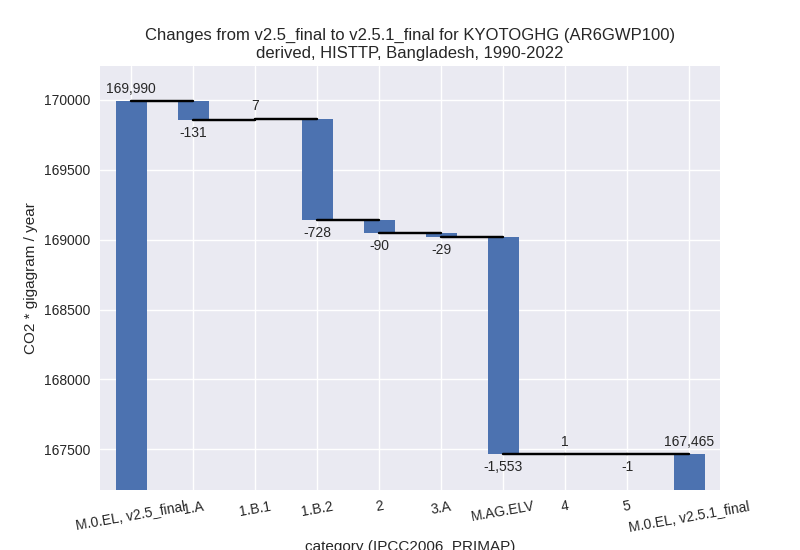 Changes from v2.5_final to v2.5.1_final for KYOTOGHG (AR6GWP100)
derived, HISTTP, Bangladesh, 1990-2022
CO2 * gigagram / year
170000
169500
169000
168500
168000
167500
169,990
-131
7
-728
-90
-29
-1,553
1
-1
167,465
M.0.EL, v2.5_final
1.A
1.B.1
1.B.2
2
3.A
M.AG.ELV
4
5
M.0.EL, v2.5.1_final
category (IPCC2006_PRIMAP)